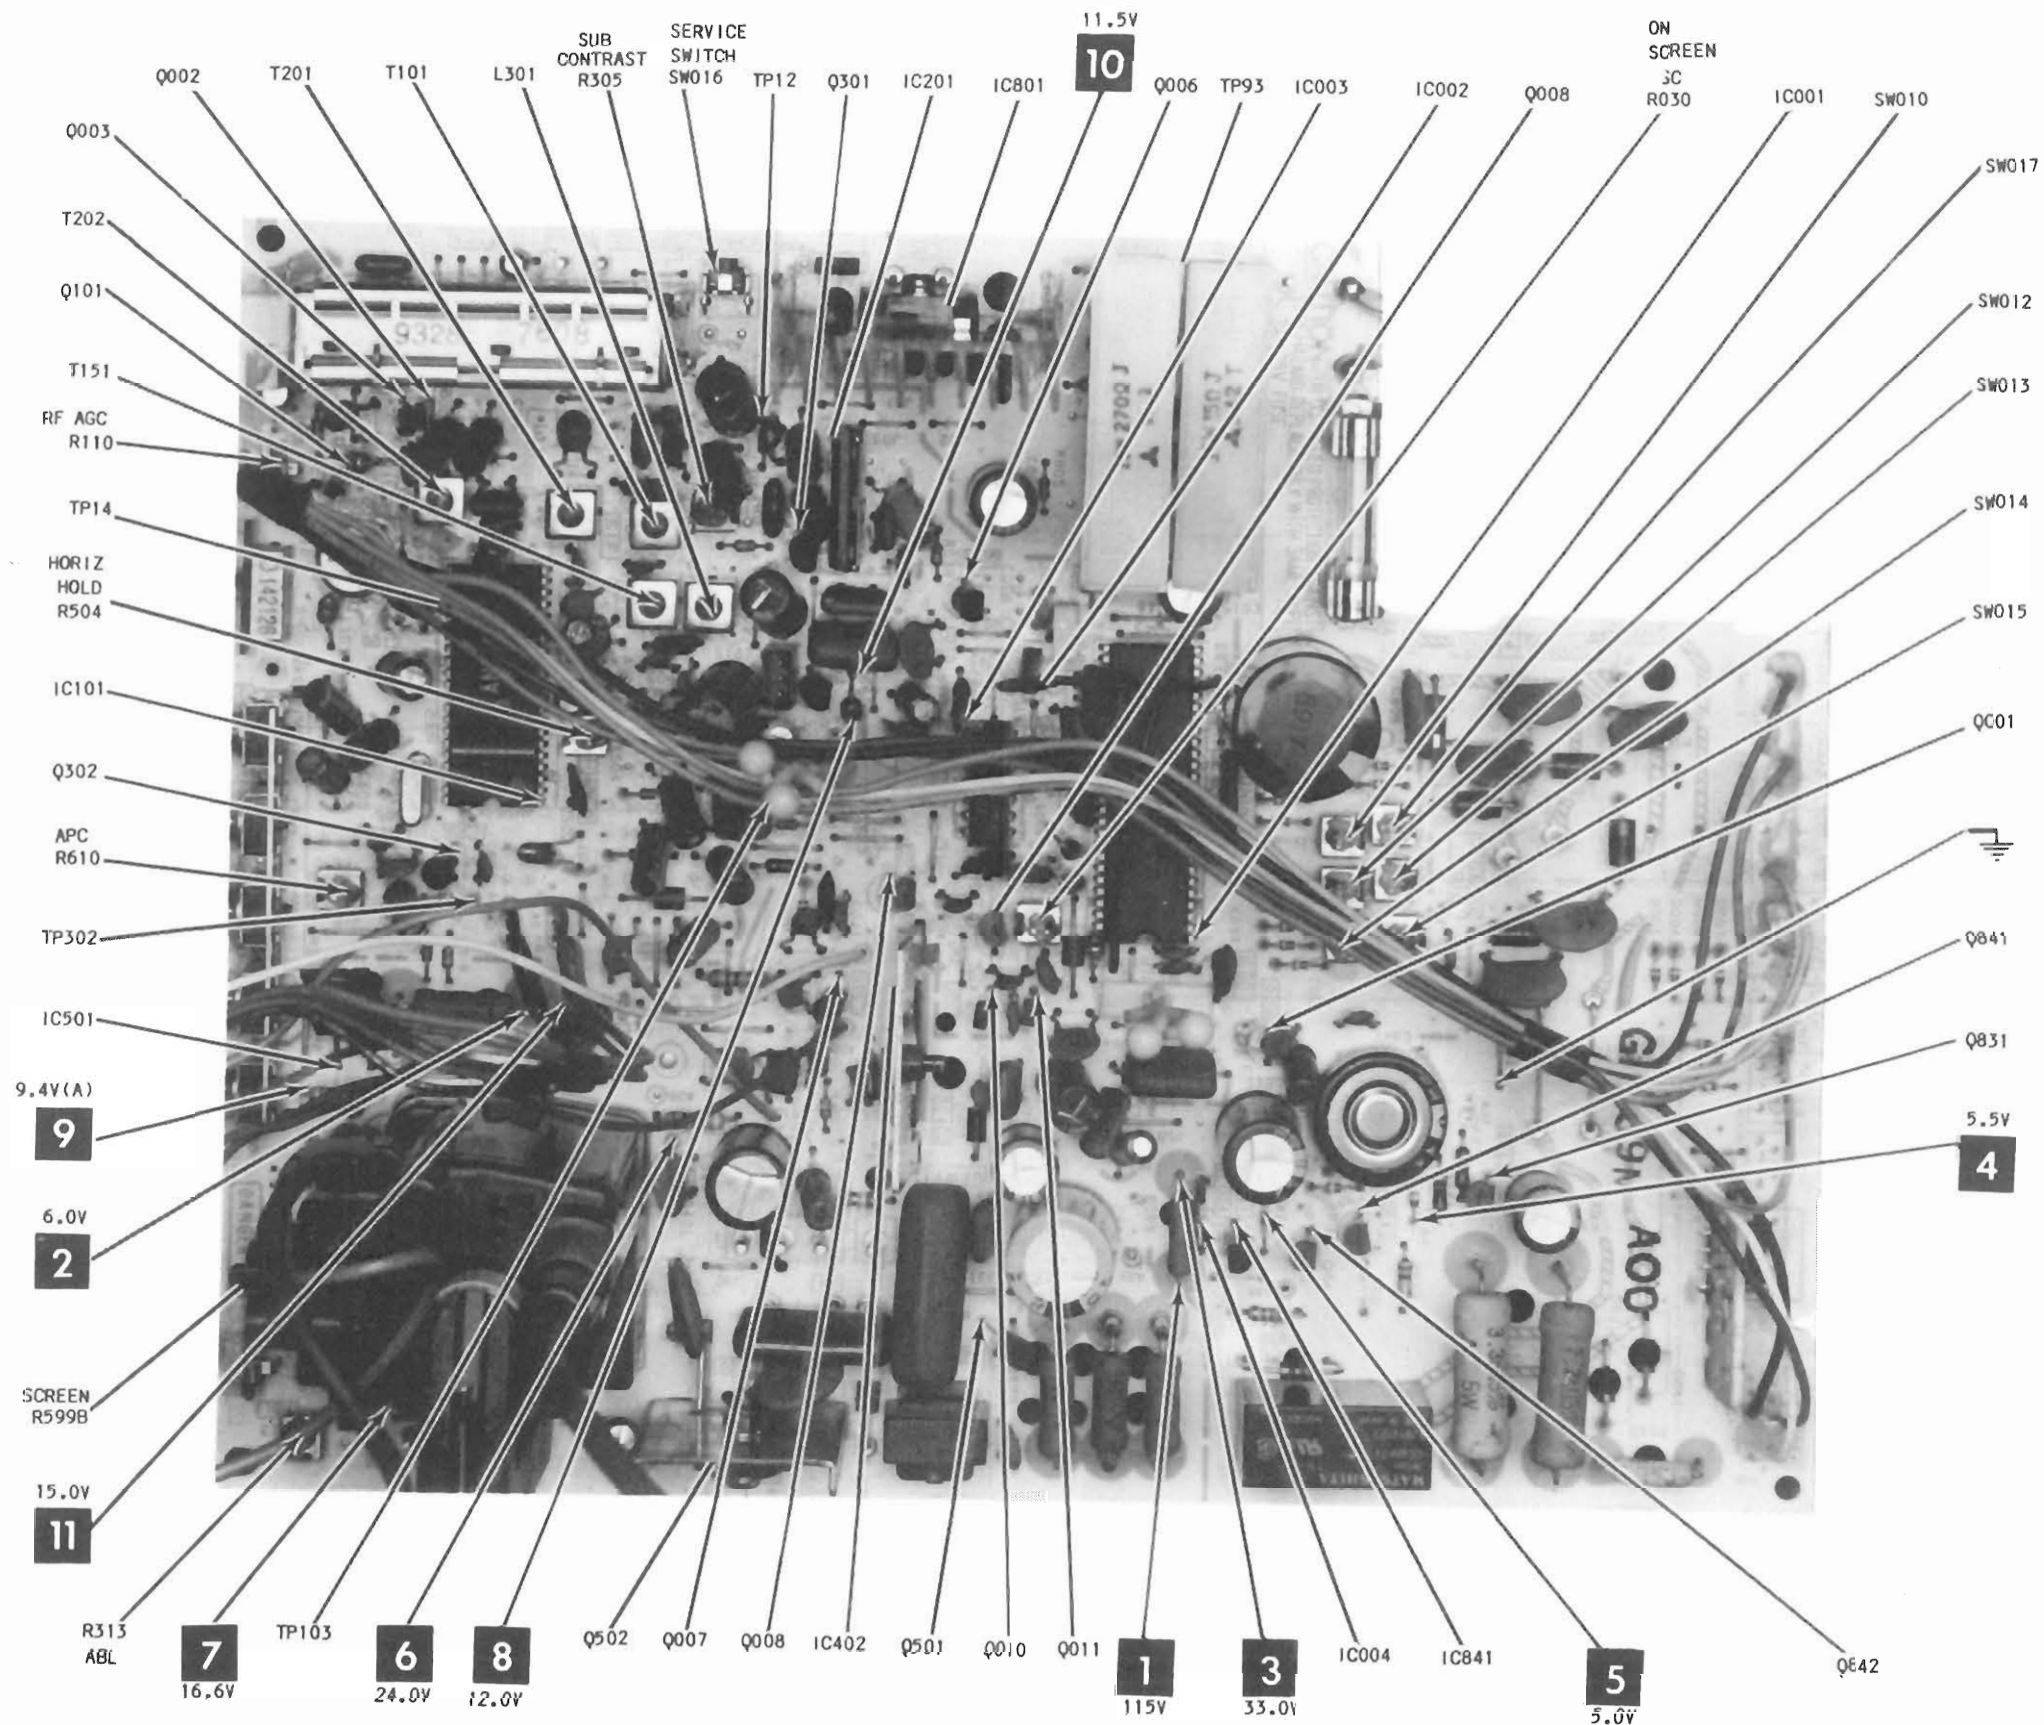 11.5V
10
SUB
CONTRAST
R305
SERVICE
SWITCH
SW016
ON
SCREEN
SC
R030
Q002
T201
T101
L301
TP12
Q301
IC201
IC801
Q006
TP93
IC003
IC002
Q008
IC001
SW010
Q003
T202
Q101
T151
RF AGC
R110
TP14
HORIZ
HOLD
R504
IC101
Q302
APC
R610
TP302
IC501
9.4V(A)
9
6.0V
2
SCREEN
R599B
15.0V
11
SW017
SW012
SW013
SW014
SW015
QC01
Q841
Q831
5.5V
4
R313
ABL
7
16.6V
TP103
6
24.0V
8
12.0V
Q502
Q007
Q008
IC402
Q501
Q010
Q011
1
115V
3
33.0V
IC004
IC841
5
5.0V
Q842
270Ω J
G
A00
5W